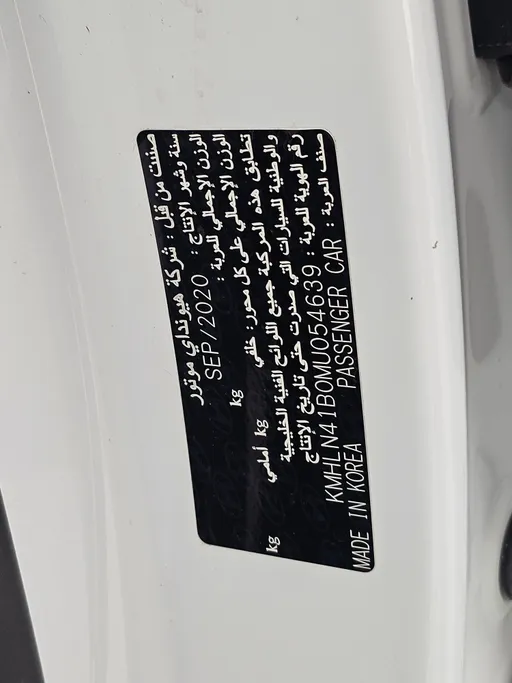 صنعت من قبل : شركة هيونداي موتور
سنة وشهر الإنتاج : SEP/2020
الوزن الإجمالي للعربة : kg
الوزن الإجمالي على كل محور: خلفي kg أمامي kg
تطابق هذه المركبة جميع اللوائح الفنية الخليجية
والوطنية للسيارات التي صدرت حتى تاريخ الإنتاج
رقم الهوية للعربة : KMHLN41B0MU054639
صنف العربة : PASSENGER CAR
MADE IN KOREA